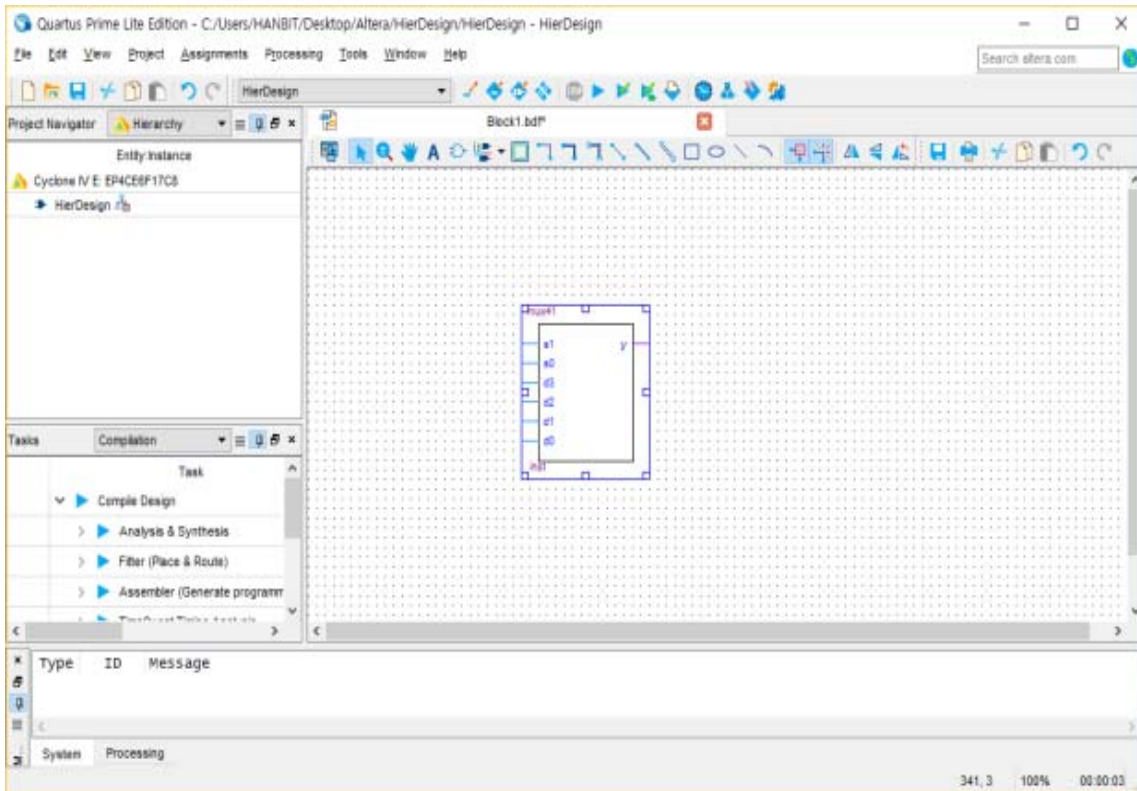 Quartus Prime Lite Edition - C:/Users/HANBIT/Desktop/Altera/HierDesign/HierDesign - HierDesign
File Edit View Project Assignments Processing Tools Window Help
Search altera.com
HierDesign
Project Navigator Hierarchy
Block1.bdf*
Entity:Instance
Cyclone IV E: EP4CE6F17C8
HierDesign
mux41
s1 y
s0
d3
d2
d1
d0
Tasks Compilation
Task
Compile Design
Analysis & Synthesis
Fitter (Place & Route)
Assembler (Generate programm
Type ID Message
System Processing
341, 3 100% 00:00:03